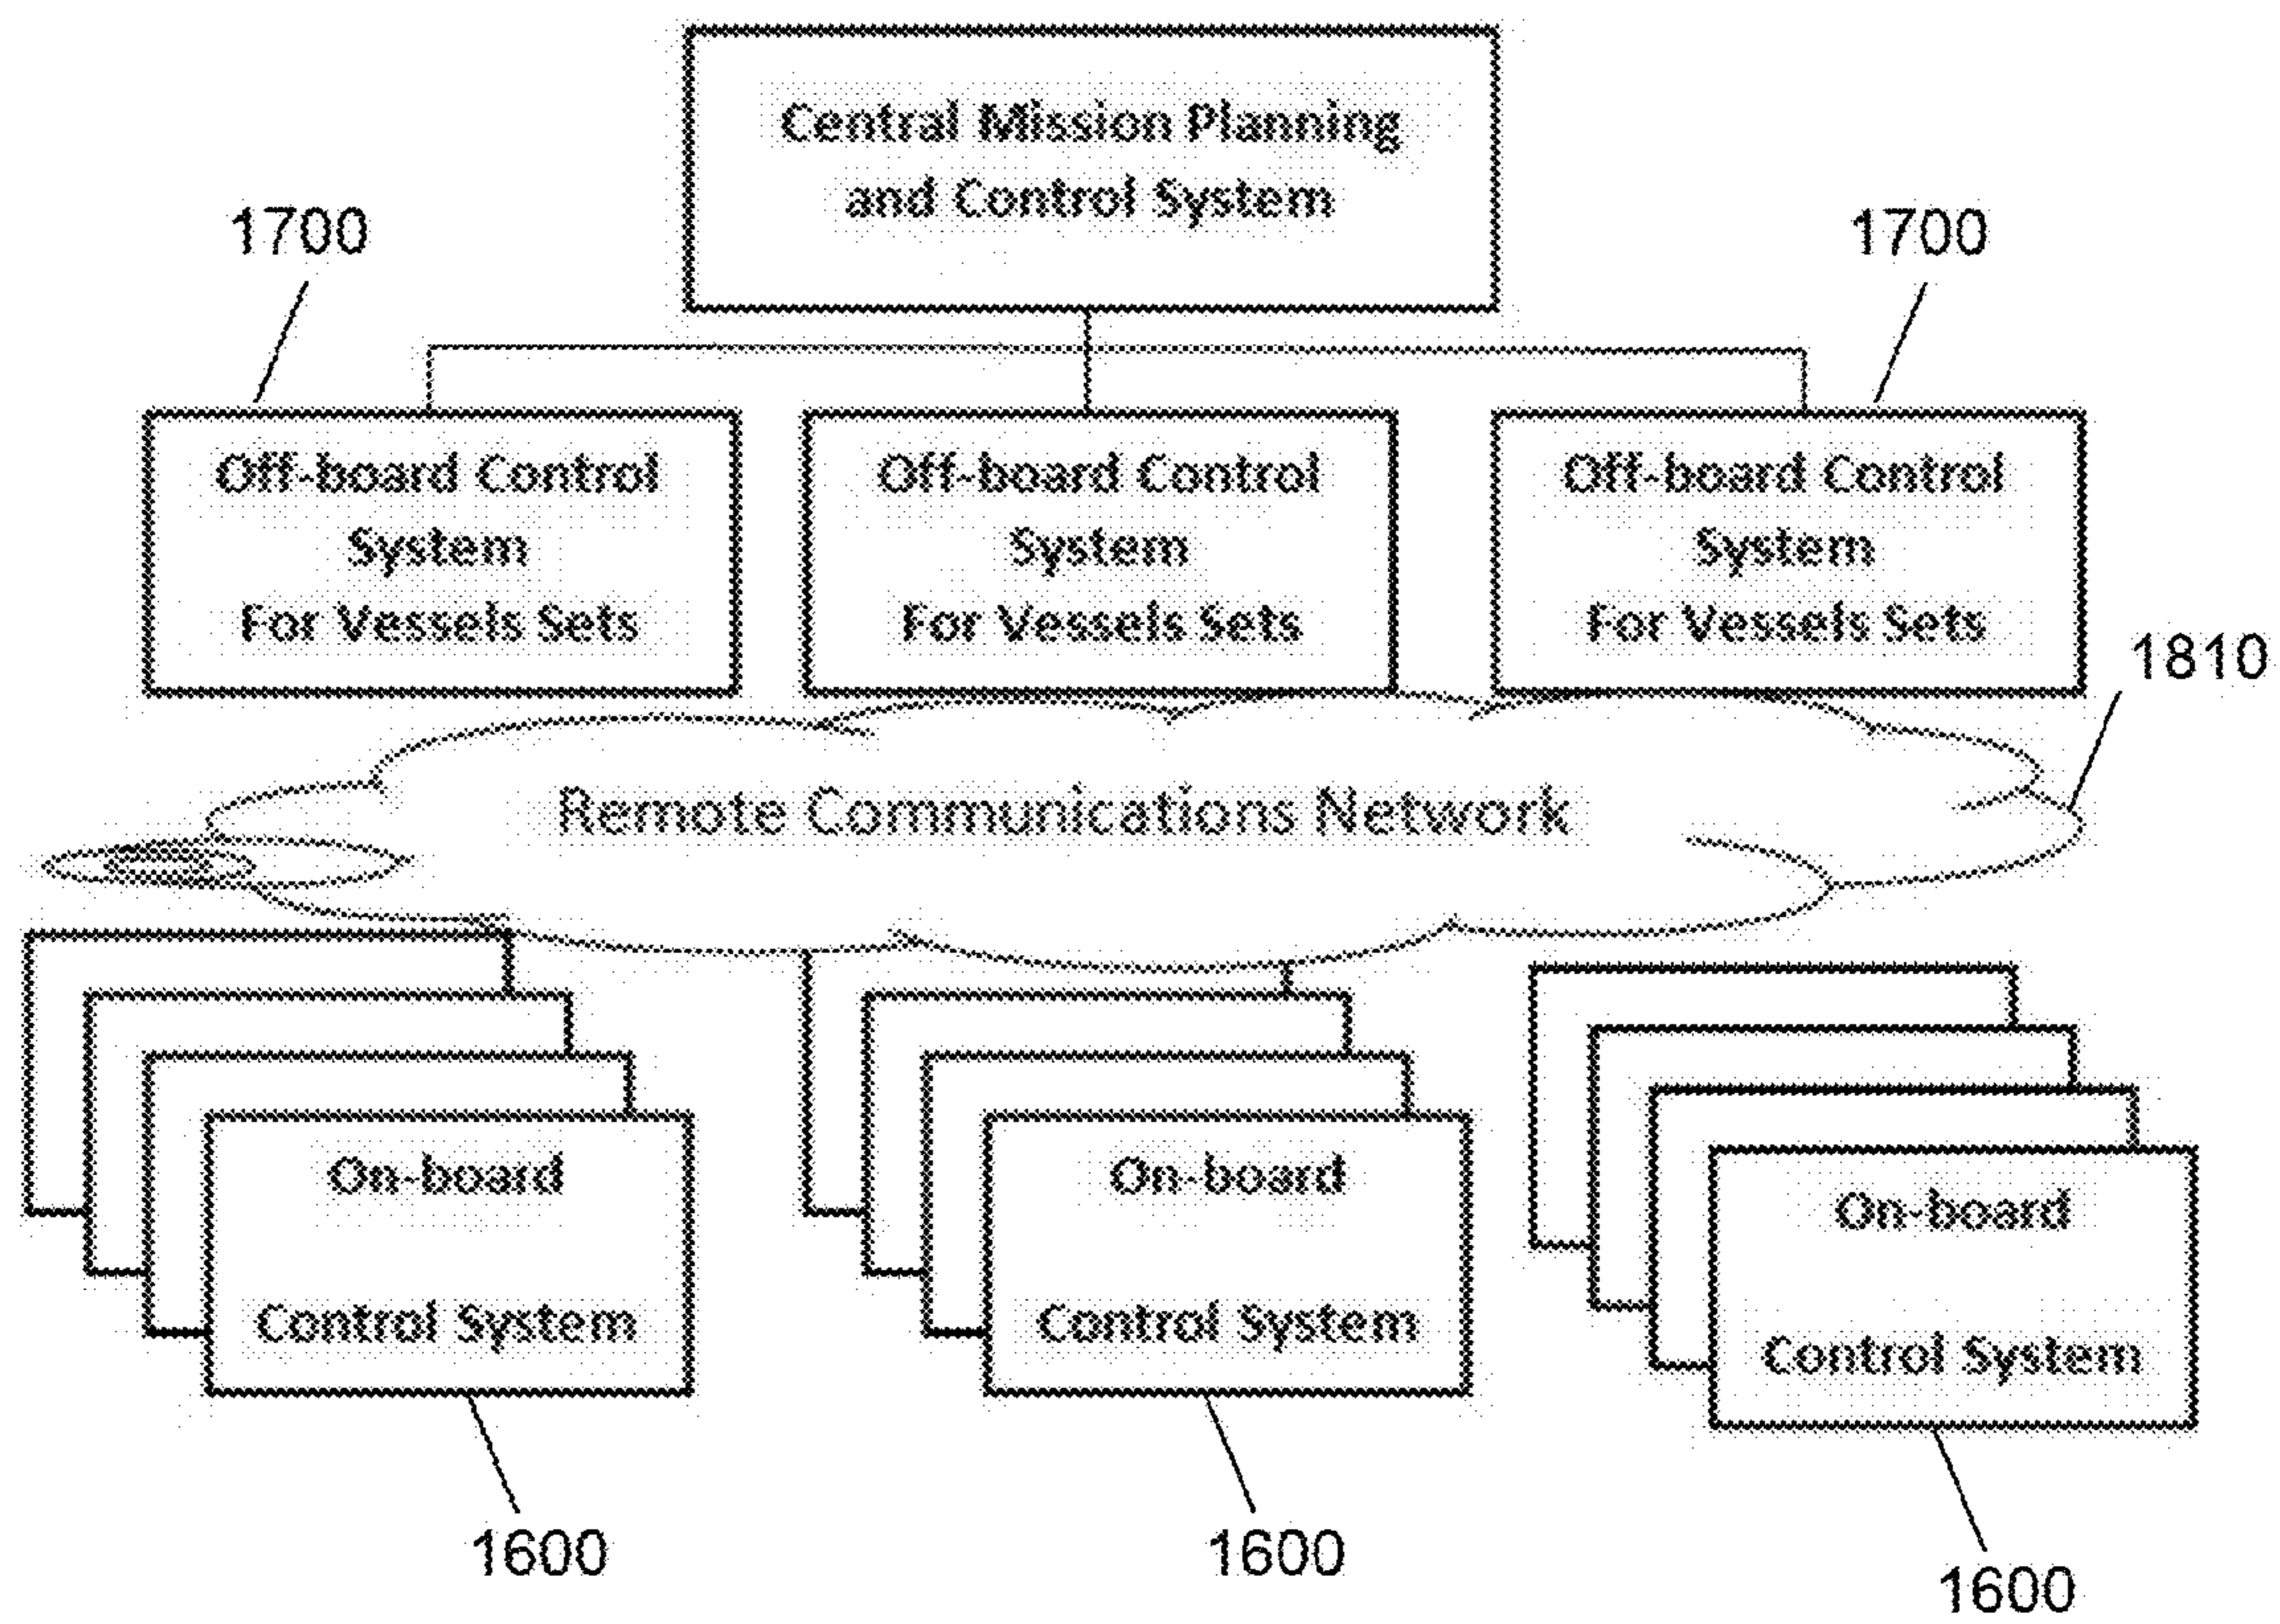 Central Mission Planning
and Control System
1700
1700
Off-board Control
System
For Vessels Sets
Off-board Control
System
For Vessels Sets
Off-board Control
System
For Vessels Sets
1810
Remote Communications Network
On-board
Control System
On-board
Control System
On-board
Control System
1600
1600
1600